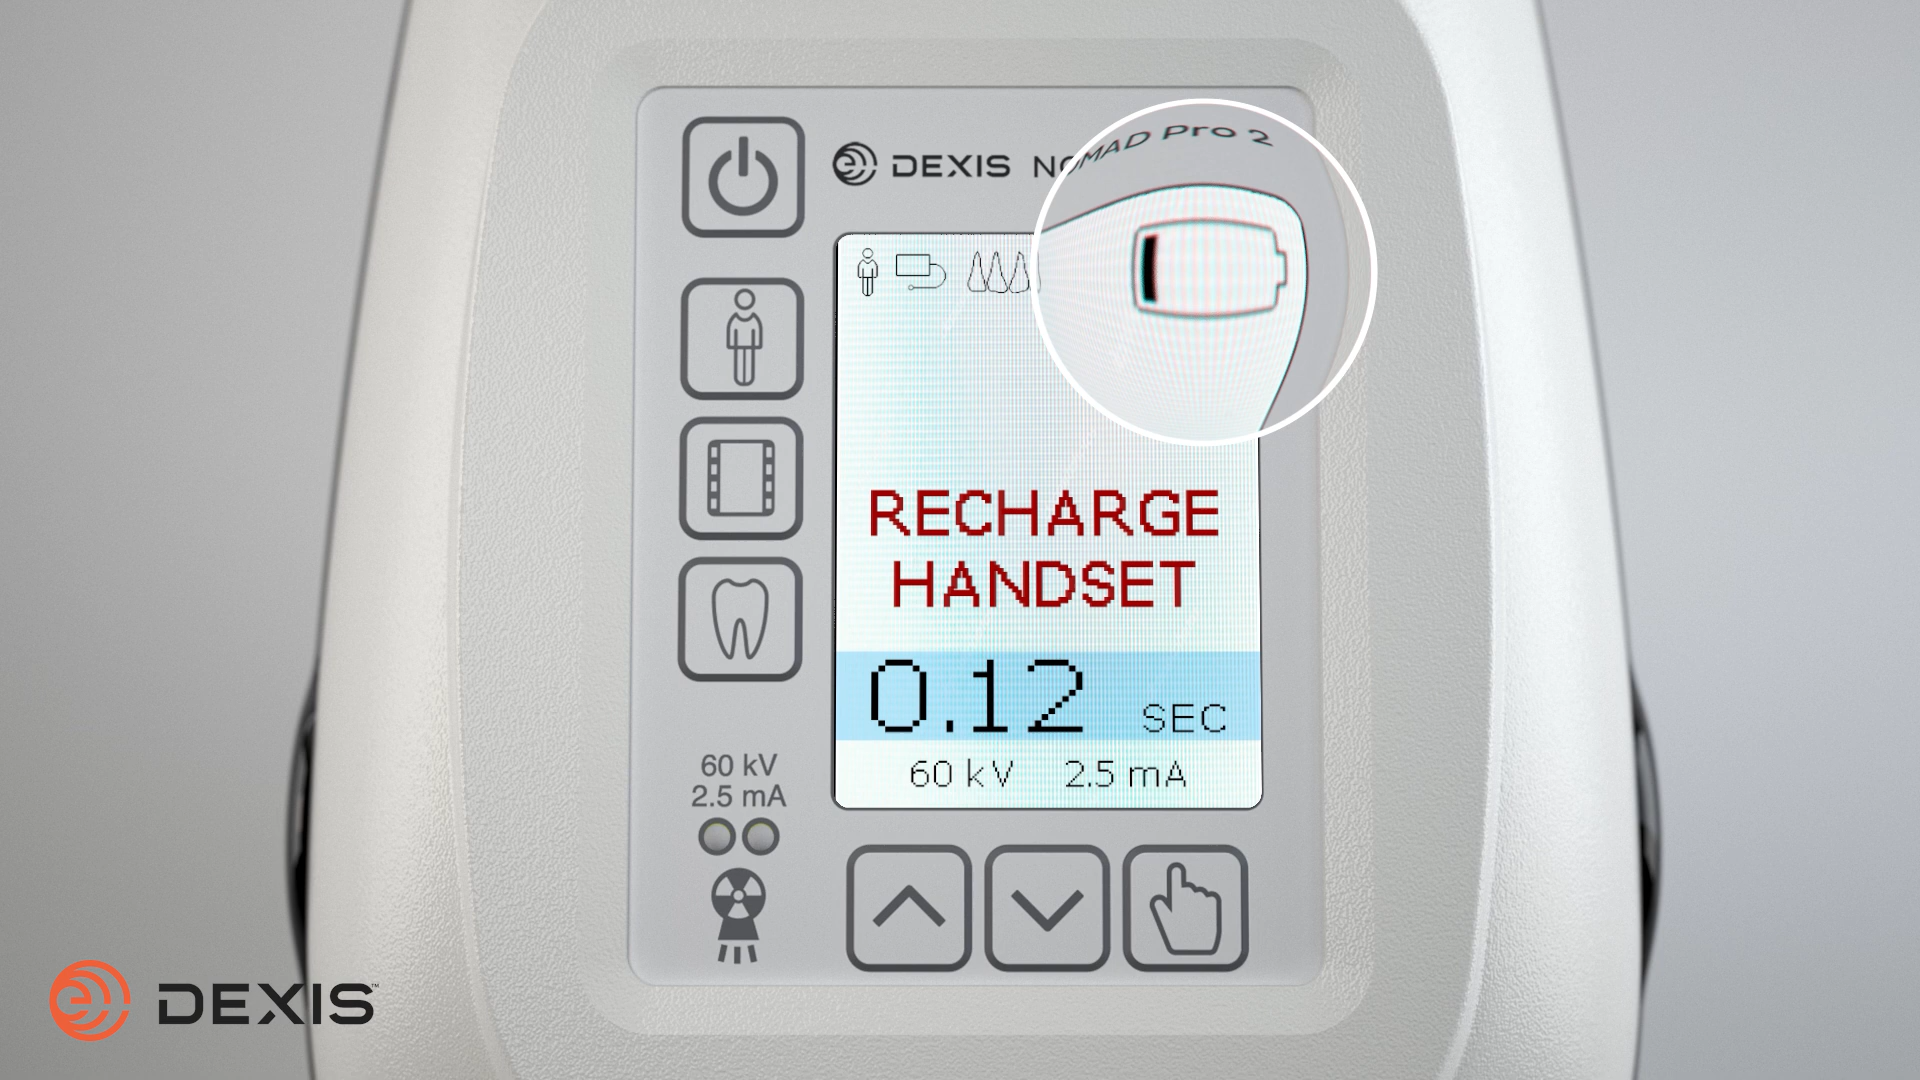 DEXIS NOMAD Pro 2
RECHARGE
HANDSET
0.12 SEC
60 kV 2.5 mA
60 kV
2.5 mA
DEXIS™